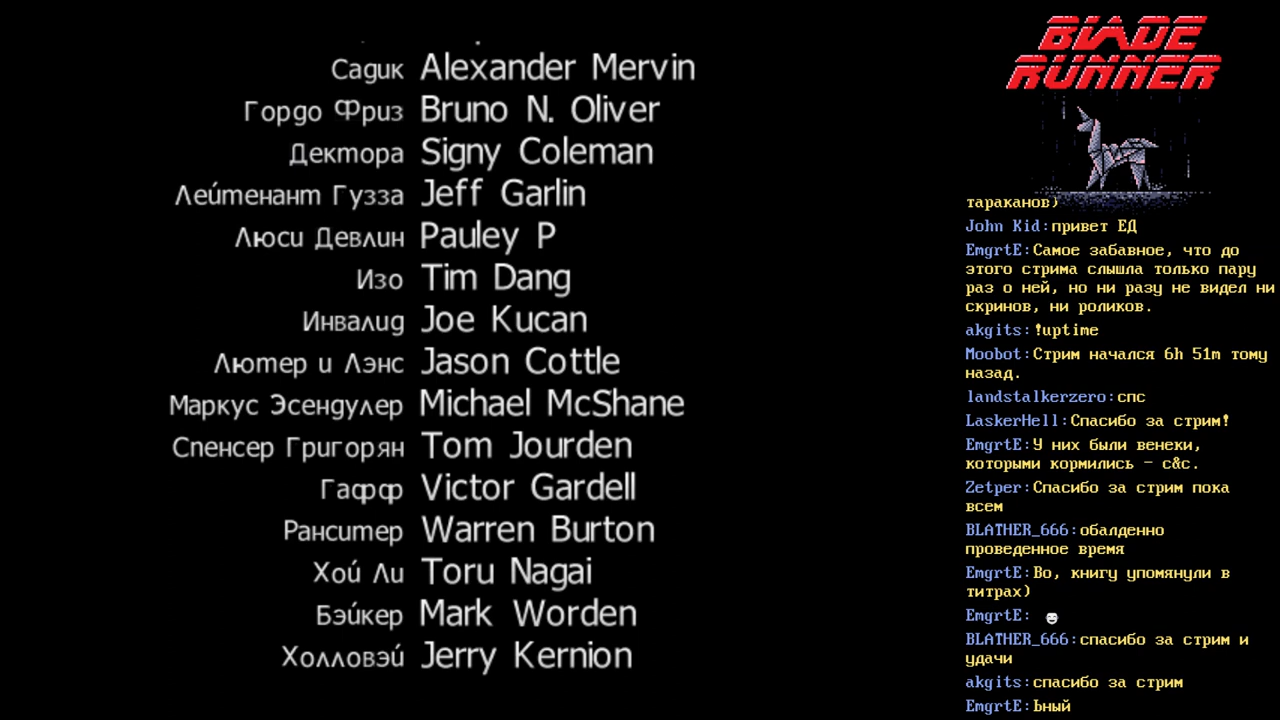 Садик Alexander Mervin
Гордо Фриз Bruno N. Oliver
Дектора Signy Coleman
Лейтенант Гузза Jeff Garlin
Люси Девлин Pauley P
Изо Tim Dang
Инвалид Joe Kucan
Лютер и Лэнс Jason Cottle
Маркус Эсендулер Michael McShane
Спенсер Григорян Tom Jourden
Гафф Victor Gardell
Ранситер Warren Burton
Хой Ли Toru Nagai
Бэйкер Mark Worden
Холловэй Jerry Kernion
BLADE
RUNNER
тараканов)
John Kid:привет ЕД
EmgrtE:Самое забавное, что до
этого стрима слышла только пару
раз о ней, но ни разу не видел ни
скринов, ни роликов.
akgits:!uptime
Moobot:Стрим начался 6h 51m тому
назад.
landstalkerzero:спс
LaskerHell:Спасибо за стрим!
EmgrtE:У них были венеки,
которыми кормились - c&c.
Zetper:Спасибо за стрим пока
всем
BLATHER_666:обалденно
проведенное время
EmgrtE:Во, книгу упомянули в
титрах)
EmgrtE:
BLATHER_666:спасибо за стрим и
удачи
akgits:спасибо за стрим
EmgrtE:Ьный